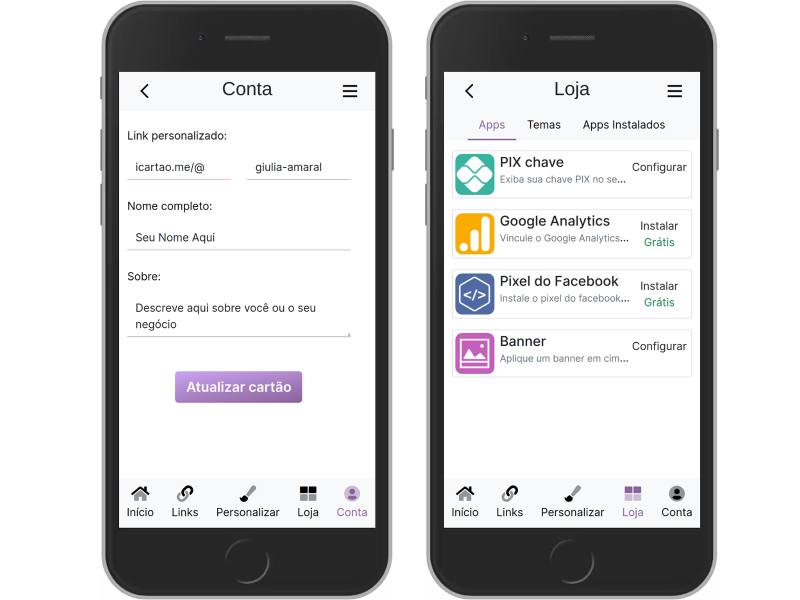 Conta
Link personalizado:
icartao.me/@ giulia-amaral
Nome completo:
Seu Nome Aqui
Sobre:
Descreve aqui sobre você ou o seu
negócio
Atualizar cartão
Início Links Personalizar Loja Conta
Loja
Apps Temas Apps Instalados
PIX chave
Exiba sua chave PIX no se...
Configurar
Google Analytics
Vincule o Google Analytics...
Instalar
Grátis
Pixel do Facebook
Instale o pixel do facebook...
Instalar
Grátis
Banner
Aplique um banner em cim...
Configurar
Início Links Personalizar Loja Conta